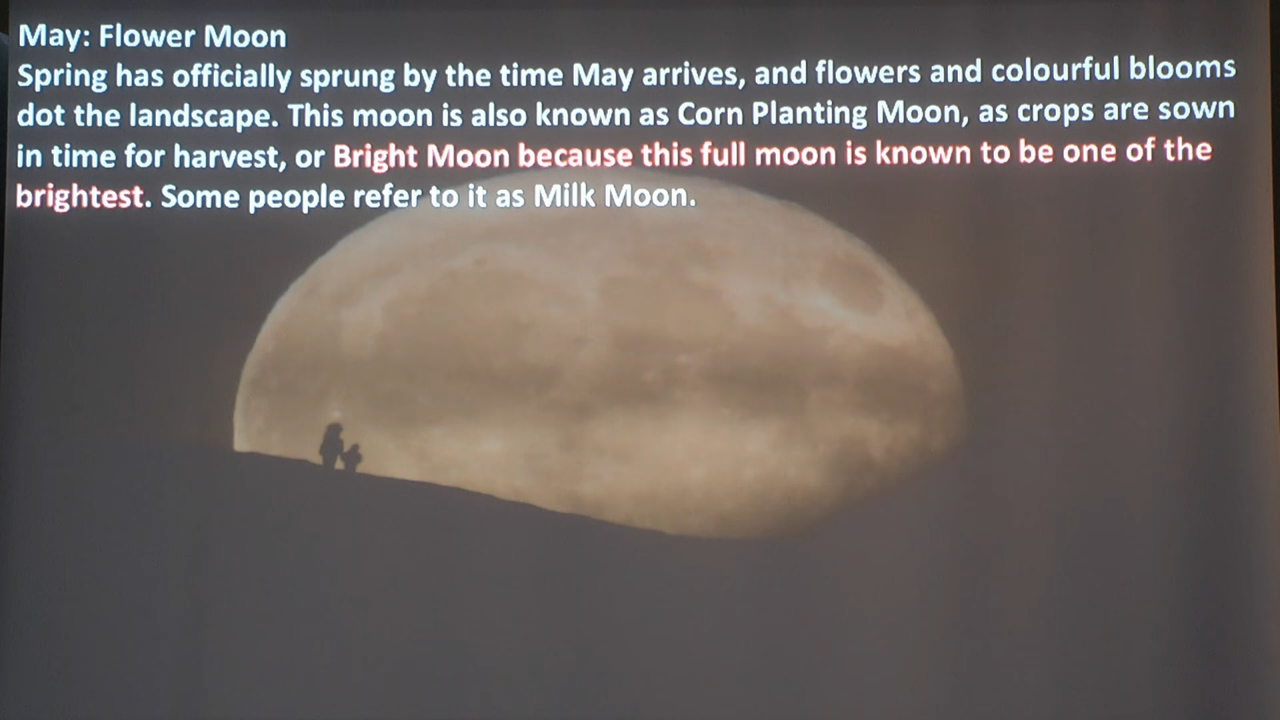 May: Flower Moon
Spring has officially sprung by the time May arrives, and flowers and colourful blooms
dot the landscape. This moon is also known as Corn Planting Moon, as crops are sown
in time for harvest, or Bright Moon because this full moon is known to be one of the
brightest. Some people refer to it as Milk Moon.